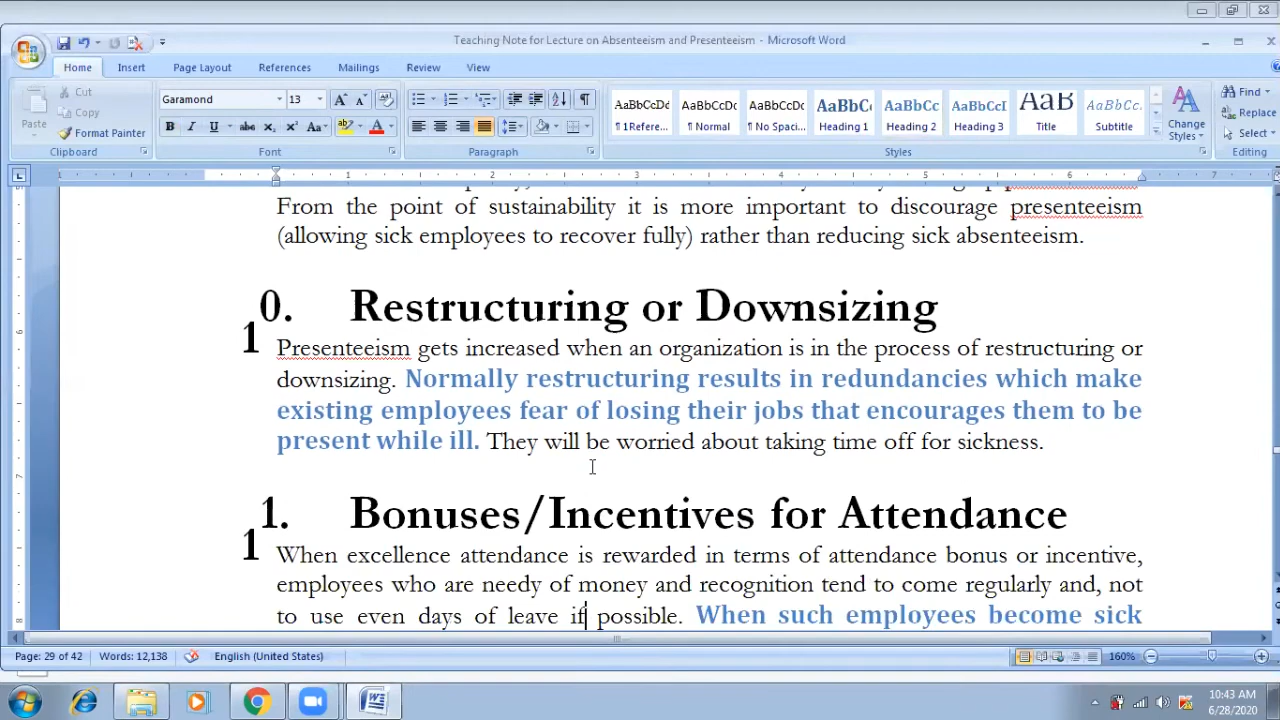 Teaching Note for Lecture on Absenteeism and Presenteeism - Microsoft Word
Home Insert Page Layout References Mailings Review View
Paste
Cut
Copy
Format Painter
Clipboard
Garamond 13
Font
Paragraph
AaBbCcDd AaBbCcDc AaBbCcDc AaBbC AaBbCc AaBbCcI AaB AaBbCc.
¶ 1Refere... ¶ Normal ¶ No Spaci... Heading 1 Heading 2 Heading 3 Title Subtitle
Change Styles
Styles
Find
Replace
Select
Editing
From the point of sustainability it is more important to discourage presenteeism
(allowing sick employees to recover fully) rather than reducing sick absenteeism.
10. Restructuring or Downsizing
Presenteeism gets increased when an organization is in the process of restructuring or
downsizing. Normally restructuring results in redundancies which make
existing employees fear of losing their jobs that encourages them to be
present while ill. They will be worried about taking time off for sickness.
11. Bonuses/Incentives for Attendance
When excellence attendance is rewarded in terms of attendance bonus or incentive,
employees who are needy of money and recognition tend to come regularly and, not
to use even days of leave if possible. When such employees become sick
Page: 29 of 42 Words: 12,138 English (United States) 160%
10:43 AM
6/28/2020